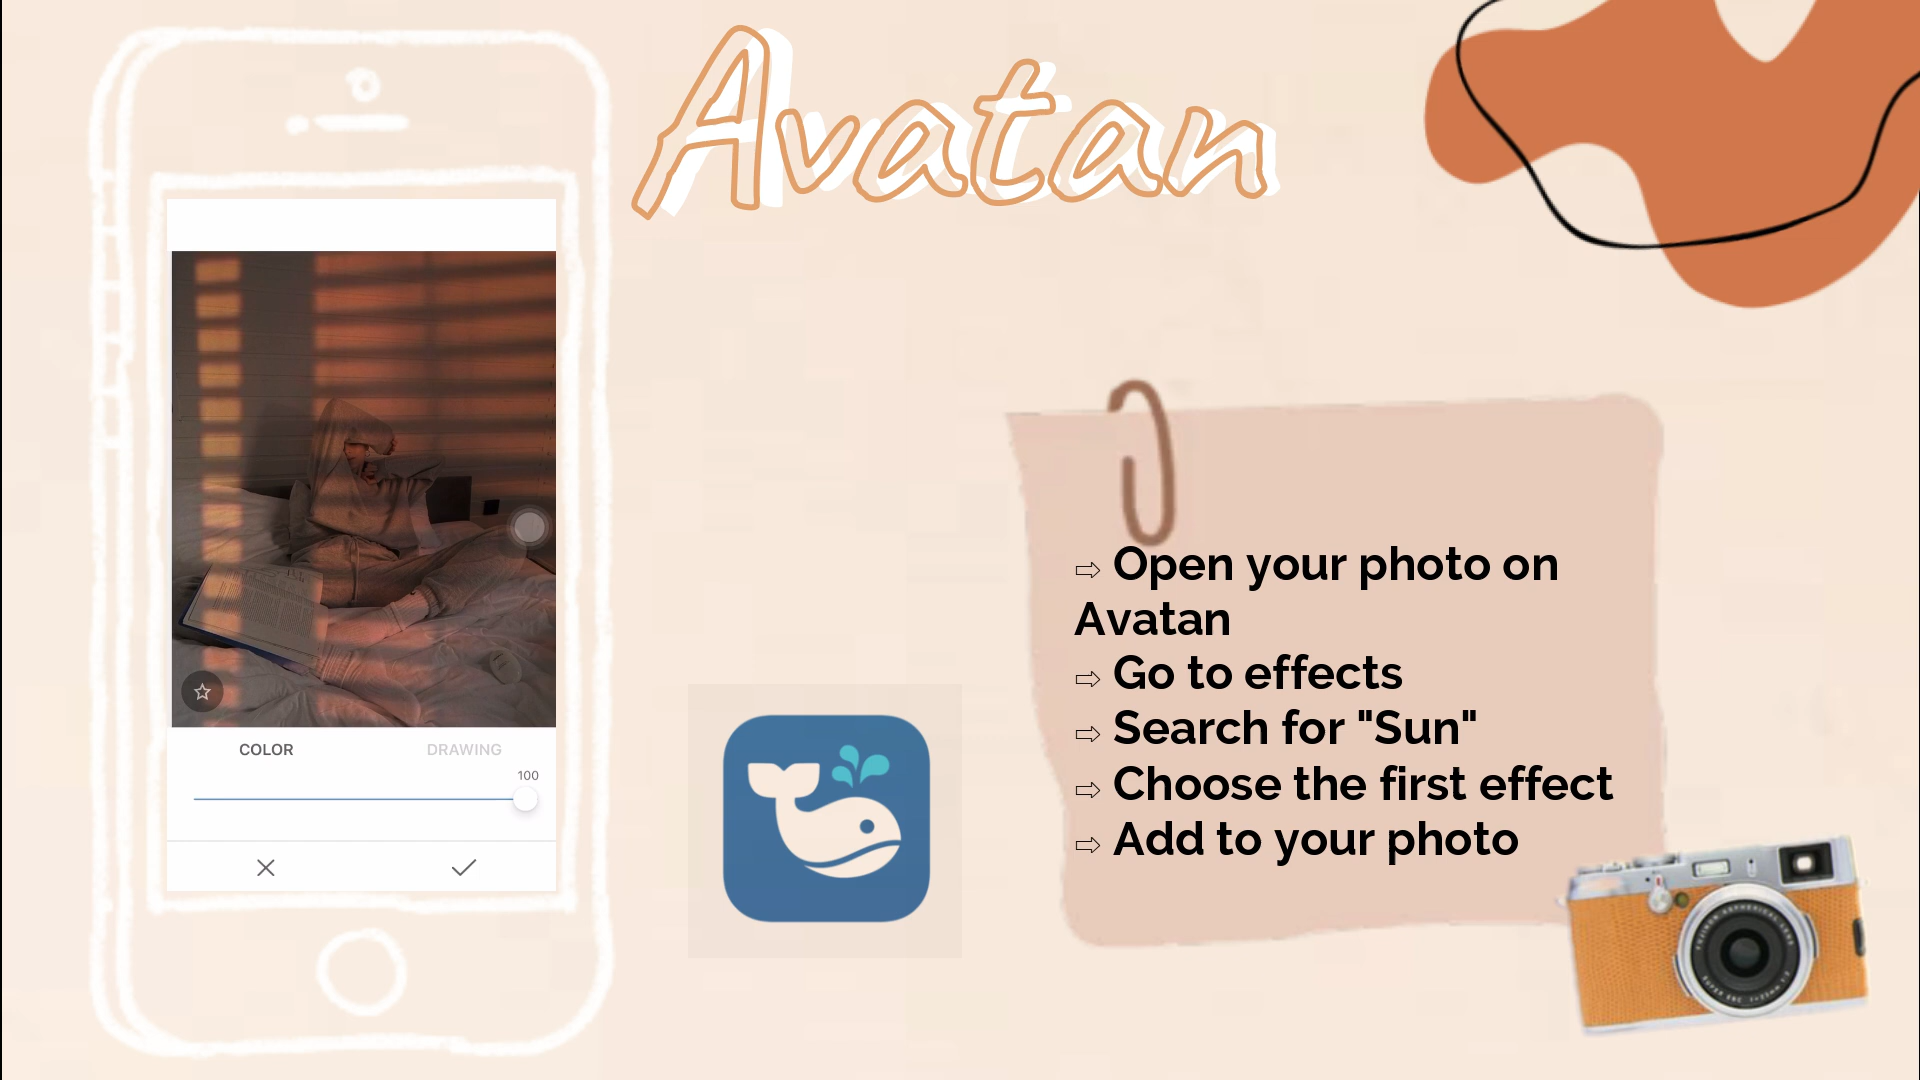 Avatan
COLOR
DRAWING
100
⇨ Open your photo on
Avatan
⇨ Go to effects
⇨ Search for "Sun"
⇨ Choose the first effect
⇨ Add to your photo